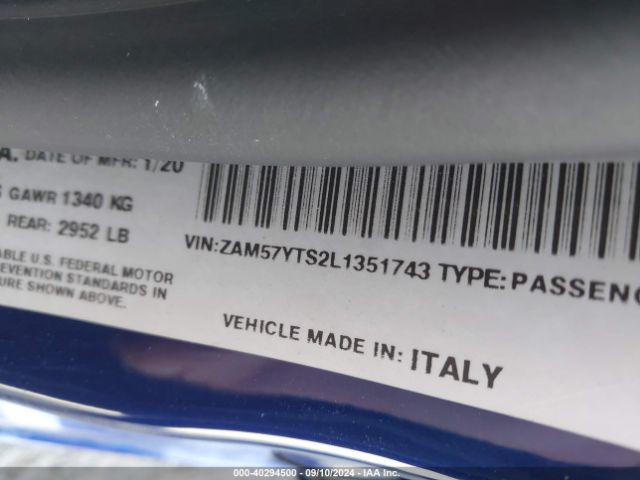 A. DATE OF MFR: 1/20
GAWR 1340 KG
REAR: 2952 LB
VIN:ZAM57YTS2L1351743 TYPE:PASSENG
ABLE U.S. FEDERAL MOTOR
EVENTION STANDARDS IN
URE SHOWN ABOVE.
VEHICLE MADE IN: ITALY
000-40294500 - 09/10/2024 - IAA Inc.